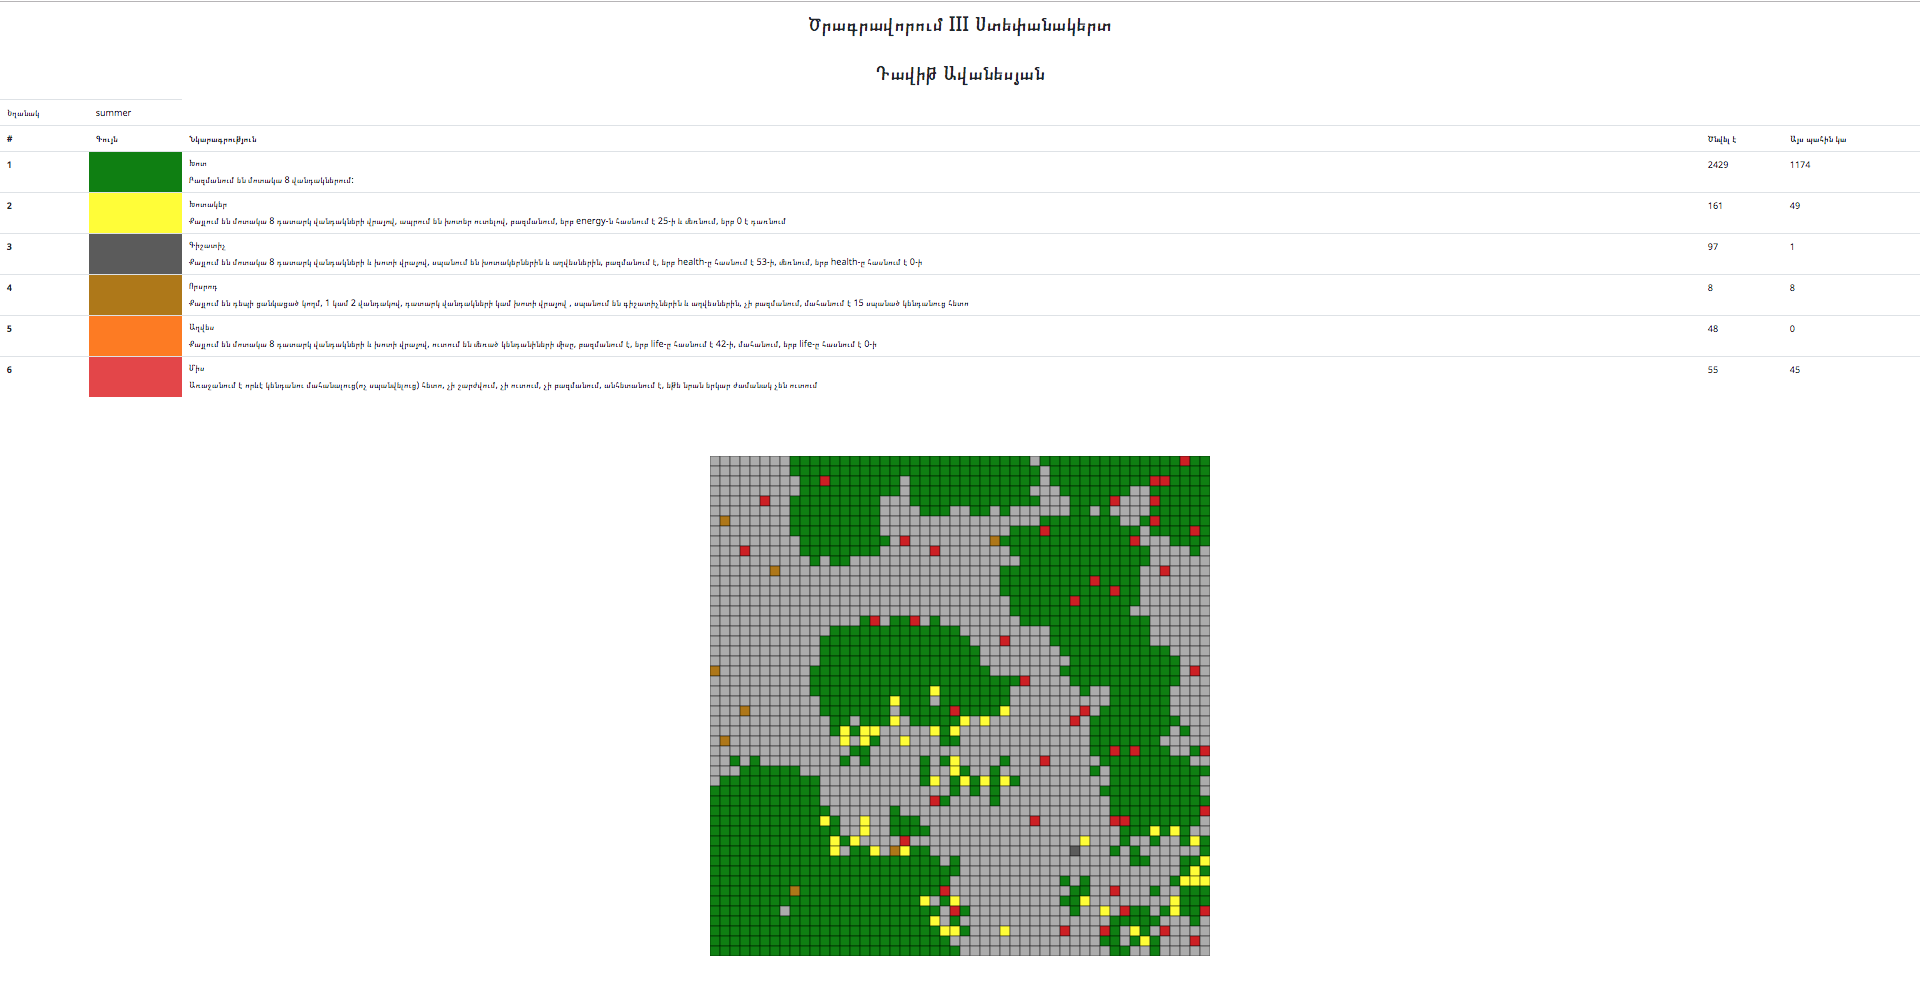 Ծրագրավորում III Ստեփանակերտ
Դավիթ Ավանեսյան
Եղանակ summer
# Գույն Նկարագրություն Ծնվել է Այս պահին կա
1 Խոտ 2429 1174
Բազմանում են մոտակա 8 վանդակներում:
2 Խոտակեր 161 49
Քայլում են մոտակա 8 դատարկ վանդակների վրայով, ապրում են խոտեր ուտելով, բազմանում, երբ energy-ն հասնում է 25-ի և մեռնում, երբ 0 է դառնում
3 Գիշատիչ 97 1
Քայլում են մոտակա 8 դատարկ վանդակների և խոտի վրայով, սպանում են խոտակերներին և աղվեսներին, բազմանում է, երբ health-ը հասնում է 53-ի, մեռնում, երբ health-ը հասնում է 0-ի
4 Որսորդ 8 8
Քայլում են դեպի ցանկացած կողմ, 1 կամ 2 վանդակով, դատարկ վանդակների կամ խոտի վրայով , սպանում են գիշատիչներին և աղվեսներին, չի բազմանում, մահանում է 15 սպանած կենդանուց հետո
5 Աղվես 48 0
Քայլում են մոտակա 8 դատարկ վանդակների և խոտի վրայով, ուտում են մեռած կենդանիների միսը, բազմանում է, երբ life-ը հասնում է 42-ի, մահանում, երբ life-ը հասնում է 0-ի
6 Միս 55 45
Առաջանում է որևէ կենդանու մահանալուց(ոչ սպանվելուց) հետո, չի շարժվում, չի ուտում, չի բազմանում, անհետանում է, եթե նրան երկար ժամանակ չեն ուտում